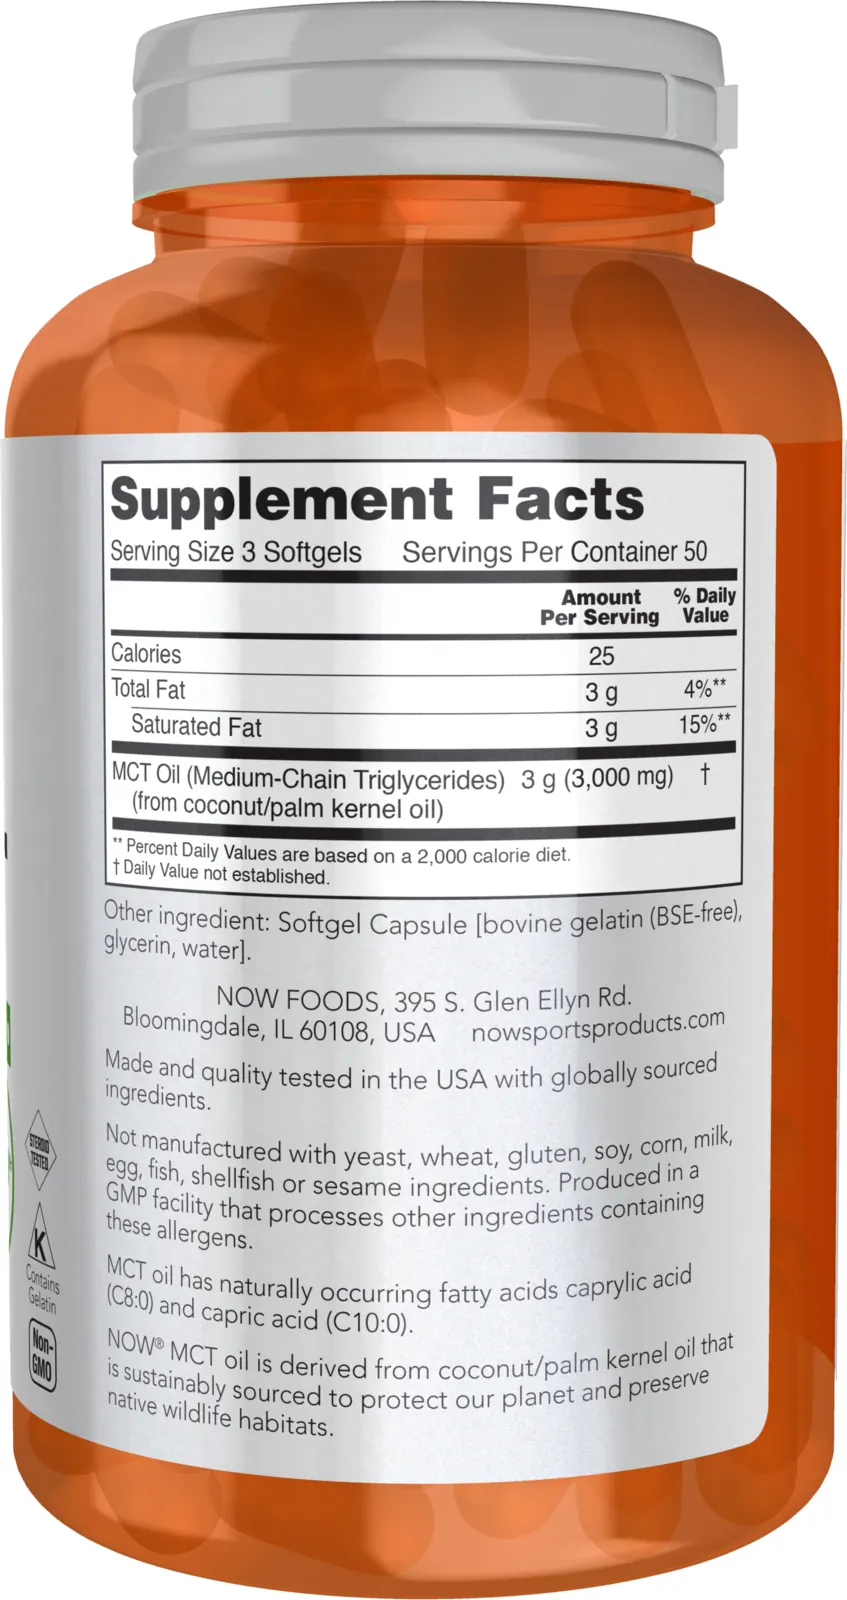 Supplement Facts
Serving Size 3 Softgels Servings Per Container 50
Amount Per Serving % Daily Value
Calories 25
Total Fat 3 g 4%**
Saturated Fat 3 g 15%**
MCT Oil (Medium-Chain Triglycerides) 3 g (3,000 mg) †
(from coconut/palm kernel oil)
** Percent Daily Values are based on a 2,000 calorie diet.
† Daily Value not established.
Other ingredient: Softgel Capsule [bovine gelatin (BSE-free),
glycerin, water].
NOW FOODS, 395 S. Glen Ellyn Rd.
Bloomingdale, IL 60108, USA nowsportsproducts.com
Made and quality tested in the USA with globally sourced
ingredients.
Not manufactured with yeast, wheat, gluten, soy, corn, milk,
egg, fish, shellfish or sesame ingredients. Produced in a
GMP facility that processes other ingredients containing
these allergens.
MCT oil has naturally occurring fatty acids caprylic acid
(C8:0) and capric acid (C10:0).
NOW® MCT oil is derived from coconut/palm kernel oil that
is sustainably sourced to protect our planet and preserve
native wildlife habitats.
STEROID
TESTED
K
Contains
Gelatin
Non-
GMO